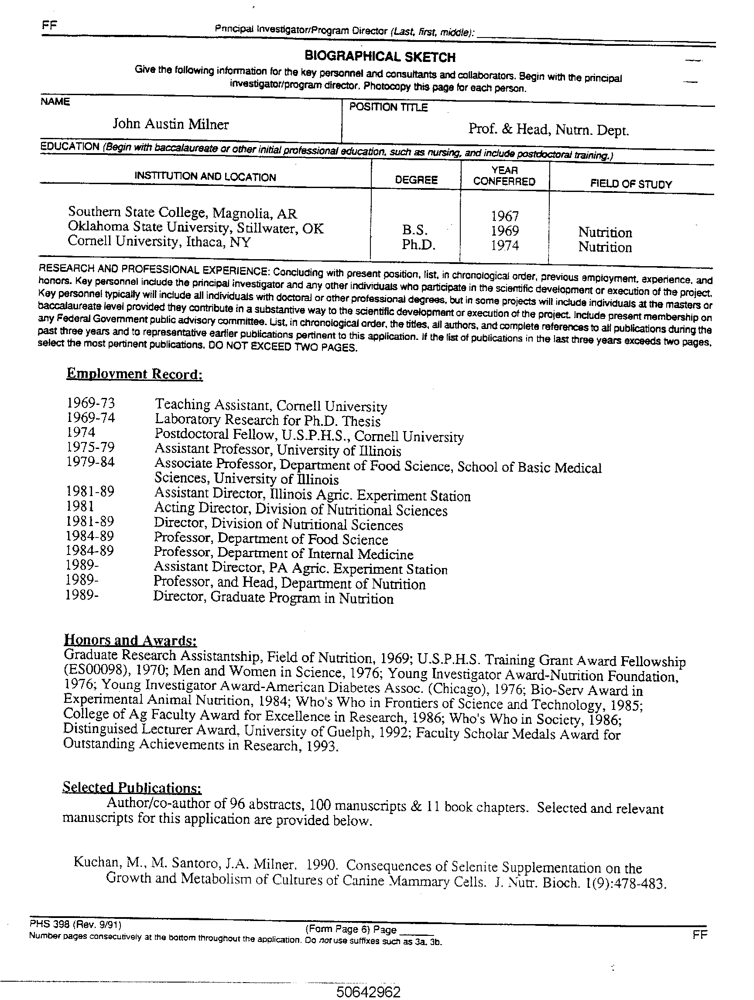 FF
Principal Investigator/Program Director (Last, first, middle):
BIOGRAPHICAL SKETCH
Give the following information for the key personnel and consultants and collaborators. Begin with the principal
investigator/program director. Photocopy this page for each person.
NAME
POSITION TITLE
John Austin Milner
Prof. & Head, Nutrn. Dept.
EDUCATION (Begin with baccalaureate or other initial professional education, such as nursing, and include postdoctoral training.)
INSTITUTION AND LOCATION
DEGREE
YEAR
CONFERRED
FIELD OF STUDY
Southern State College, Magnolia, AR 1967
Oklahoma State University, Stillwater, OK B.S. 1969 Nutrition
Cornell University, Ithaca, NY Ph.D. 1974 Nutrition
RESEARCH AND PROFESSIONAL EXPERIENCE: Concluding with present position, list, in chronological order, previous employment, experience, and
honors. Key personnel include the principal investigator and any other individuals who participate in the scientific development or execution of the project.
Key personnel typically will include all individuals with doctoral or other professional degrees, but in some projects will include individuals at the masters or
baccalaureate level provided they contribute in a substantive way to the scientific development or execution of the project. Include present membership on
any Federal Government public advisory committee. List, in chronological order, the titles, all authors, and complete references to all publications during the
past three years and to representative earlier publications pertinent to this application. If the list of publications in the last three years exceeds two pages,
select the most pertinent publications. DO NOT EXCEED TWO PAGES.
Employment Record:
1969-73 Teaching Assistant, Cornell University
1969-74 Laboratory Research for Ph.D. Thesis
1974 Postdoctoral Fellow, U.S.P.H.S., Cornell University
1975-79 Assistant Professor, University of Illinois
1979-84 Associate Professor, Department of Food Science, School of Basic Medical
Sciences, University of Illinois
1981-89 Assistant Director, Illinois Agric. Experiment Station
1981 Acting Director, Division of Nutritional Sciences
1981-89 Director, Division of Nutritional Sciences
1984-89 Professor, Department of Food Science
1984-89 Professor, Department of Internal Medicine
1989- Assistant Director, PA Agric. Experiment Station
1989- Professor, and Head, Department of Nutrition
1989- Director, Graduate Program in Nutrition
Honors and Awards:
Graduate Research Assistantship, Field of Nutrition, 1969; U.S.P.H.S. Training Grant Award Fellowship
(ES00098), 1970; Men and Women in Science, 1976; Young Investigator Award-Nutrition Foundation,
1976; Young Investigator Award-American Diabetes Assoc. (Chicago), 1976; Bio-Serv Award in
Experimental Animal Nutrition, 1984; Who's Who in Frontiers of Science and Technology, 1985;
College of Ag Faculty Award for Excellence in Research, 1986; Who's Who in Society, 1986;
Distinguised Lecturer Award, University of Guelph, 1992; Faculty Scholar Medals Award for
Outstanding Achievements in Research, 1993.
Selected Publications:
Author/co-author of 96 abstracts, 100 manuscripts & 11 book chapters. Selected and relevant
manuscripts for this application are provided below.
Kuchan, M., M. Santoro, J.A. Milner. 1990. Consequences of Selenite Supplementation on the
Growth and Metabolism of Cultures of Canine Mammary Cells. J. Nutr. Bioch. 1(9):478-483.
PHS 398 (Rev. 9/91)
(Form Page 6) Page
FF
Number pages consecutively at the bottom throughout the application. Do not use suffixes such as 3a, 3b.
50642962